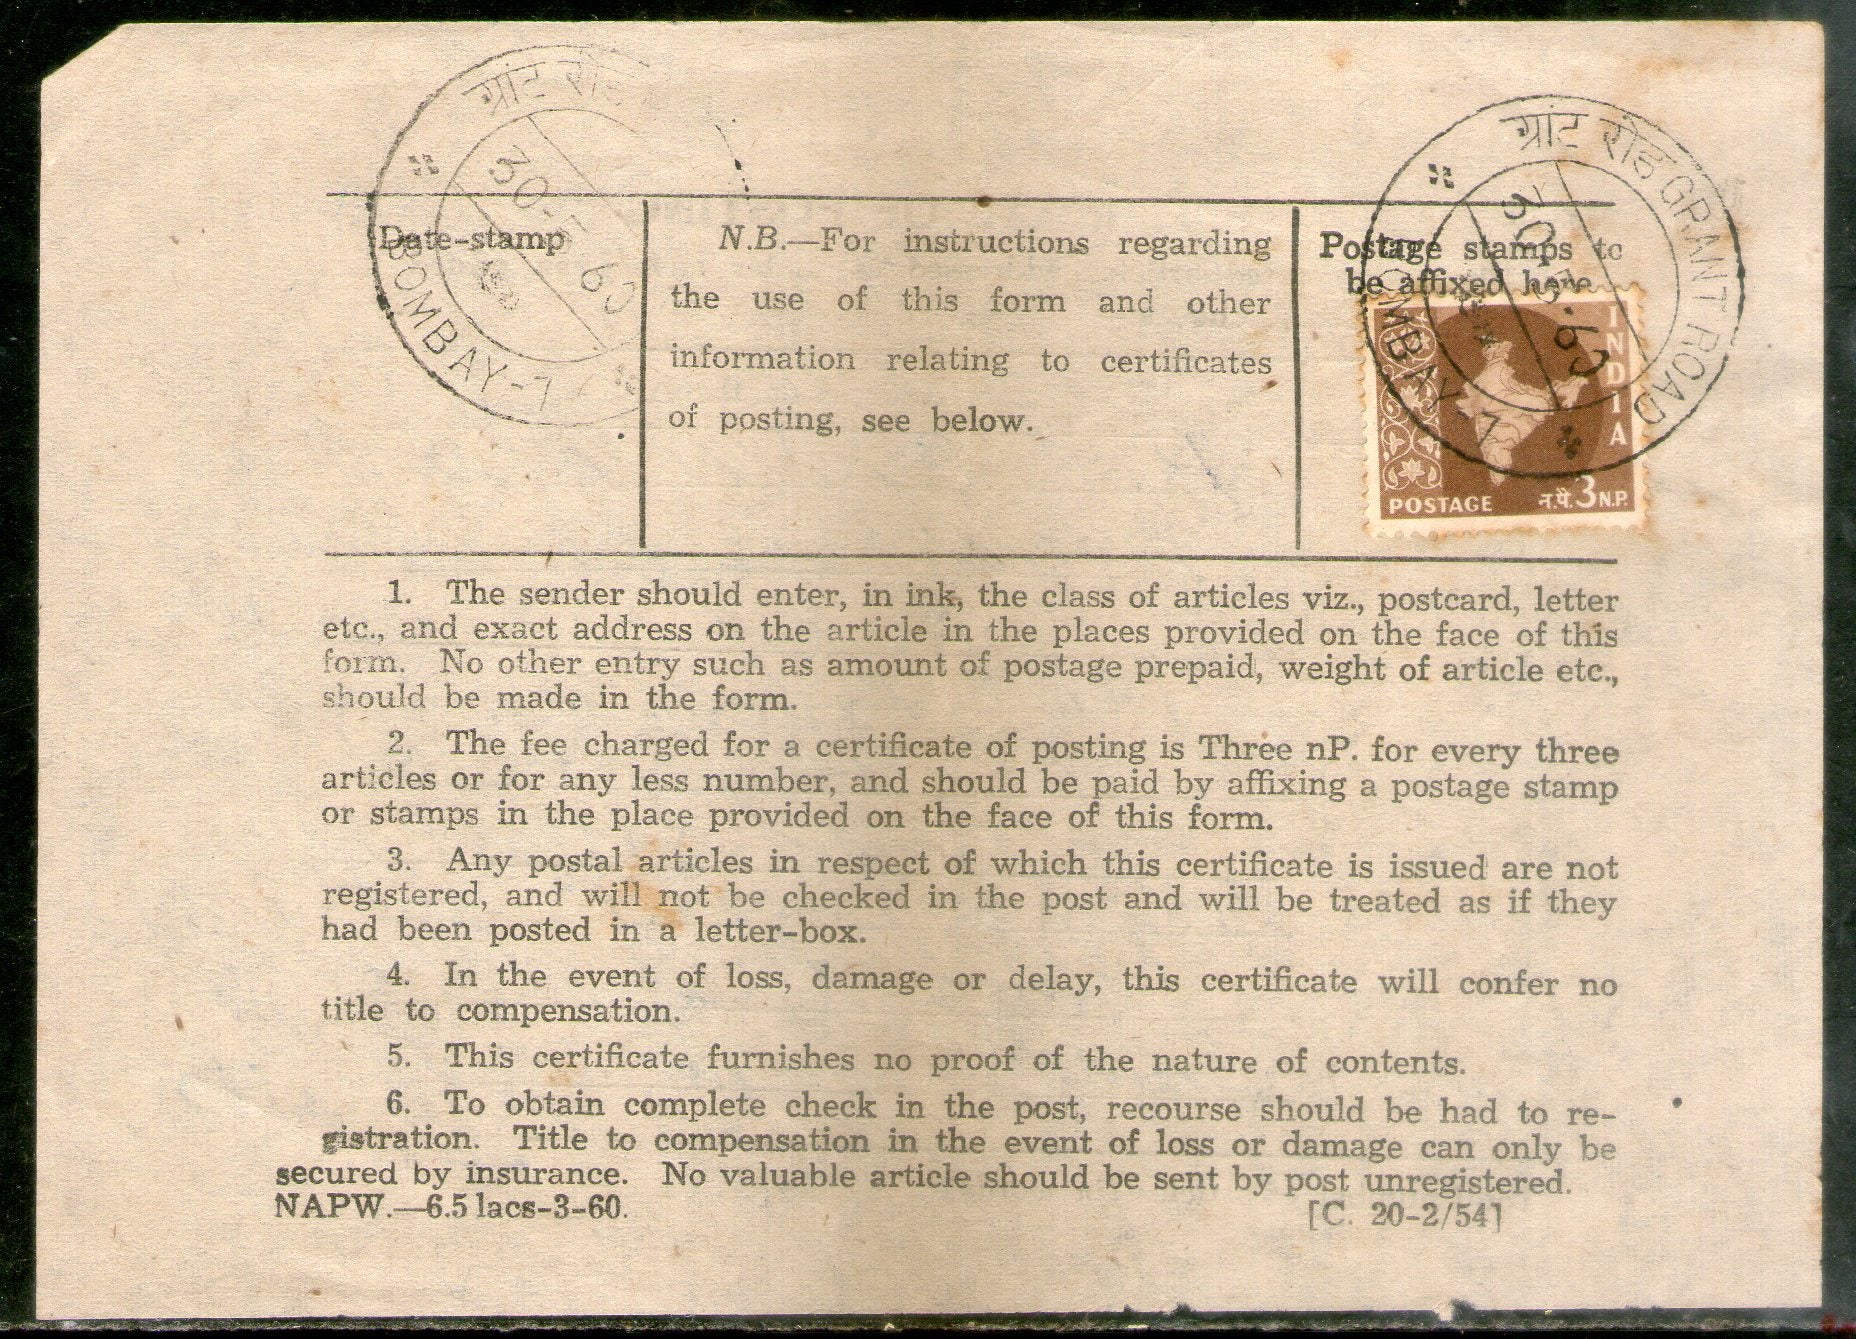 ग्रांट रोड
30-5 60
BOMBAY-7
ग्रांट रोड GRANT ROAD
30-5-60
BOMBAY-7
Date-stamp
N.B.—For instructions regarding
the use of this form and other
information relating to certificates
of posting, see below.
Postage stamps to
be affixed here
INDIA
POSTAGE न.पै. 3 N.P.
1. The sender should enter, in ink, the class of articles viz., postcard, letter
etc., and exact address on the article in the places provided on the face of this
form. No other entry such as amount of postage prepaid, weight of article etc.,
should be made in the form.
2. The fee charged for a certificate of posting is Three nP. for every three
articles or for any less number, and should be paid by affixing a postage stamp
or stamps in the place provided on the face of this form.
3. Any postal articles in respect of which this certificate is issued are not
registered, and will not be checked in the post and will be treated as if they
had been posted in a letter-box.
4. In the event of loss, damage or delay, this certificate will confer no
title to compensation.
5. This certificate furnishes no proof of the nature of contents.
6. To obtain complete check in the post, recourse should be had to re-
gistration. Title to compensation in the event of loss or damage can only be
secured by insurance. No valuable article should be sent by post unregistered.
NAPW.—6.5 lacs-3-60. [C. 20-2/54]